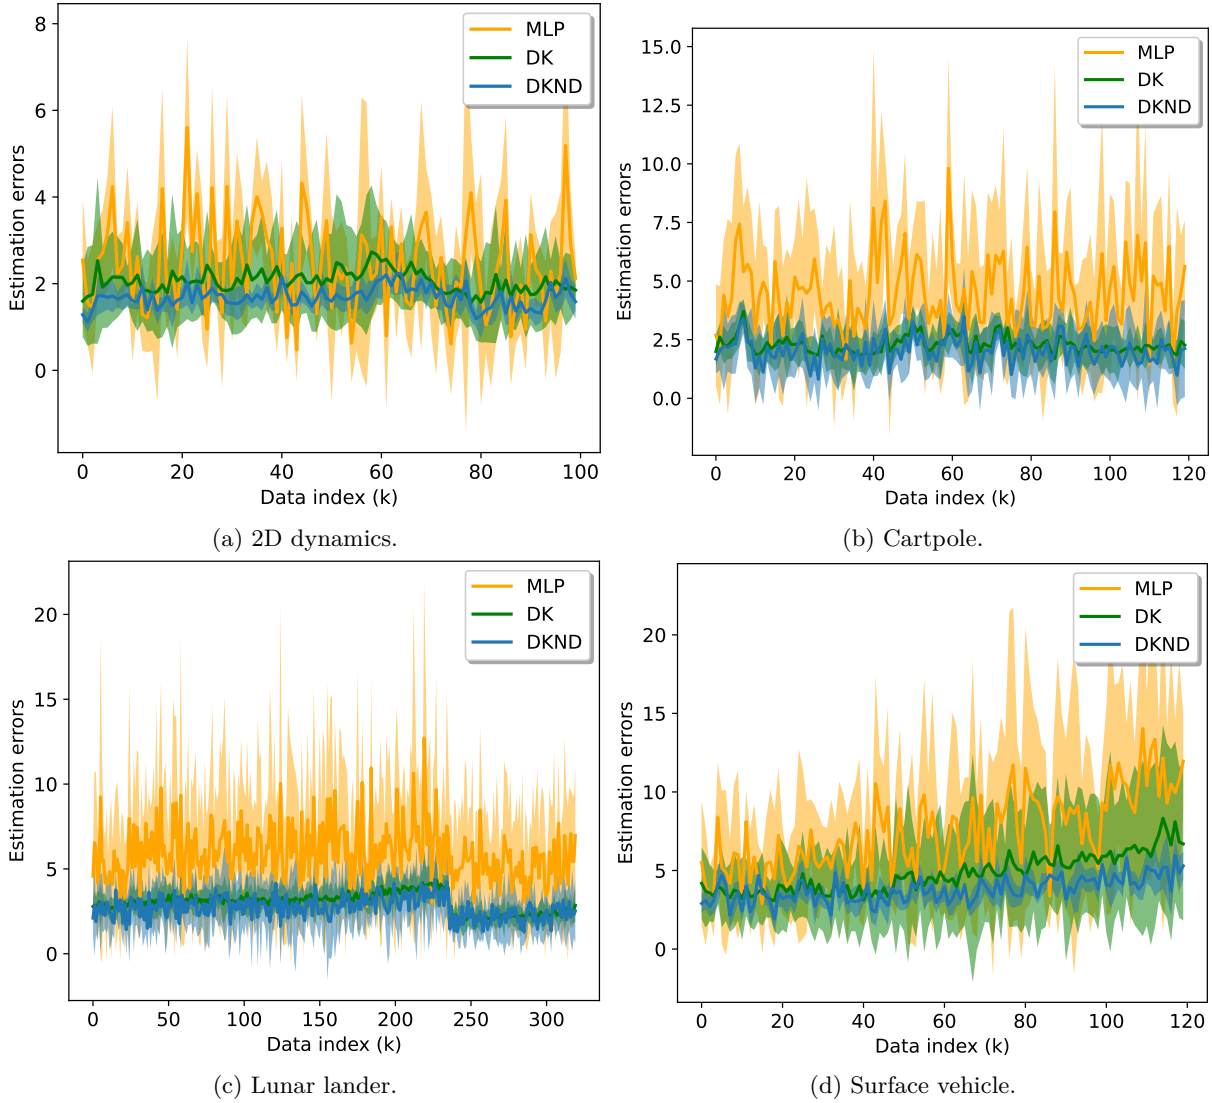 8
6
4
2
0
Estimation errors
MLP
DK
DKND
0 20 40 60 80 100
Data index (k)
(a) 2D dynamics.
15.0
12.5
10.0
7.5
5.0
2.5
0.0
Estimation errors
MLP
DK
DKND
0 20 40 60 80 100 120
Data index (k)
(b) Cartpole.
20
15
10
5
0
Estimation errors
MLP
DK
DKND
0 50 100 150 200 250 300
Data index (k)
(c) Lunar lander.
20
15
10
5
0
Estimation errors
MLP
DK
DKND
0 20 40 60 80 100 120
Data index (k)
(d) Surface vehicle.